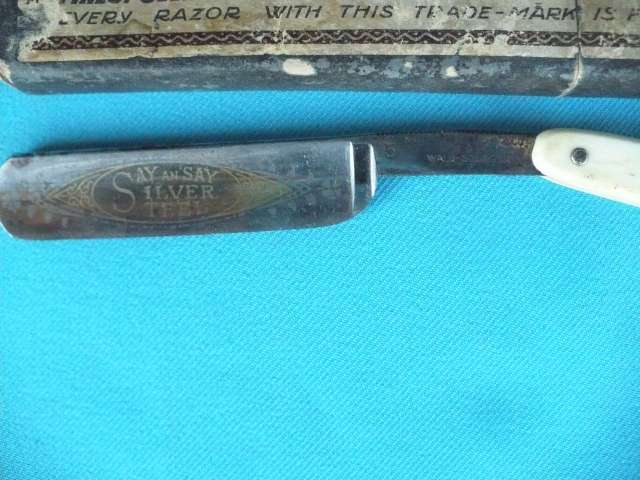 EVERY RAZOR WITH THIS TRADE-MARK IS
SAY AN SAY
SILVER
STEEL